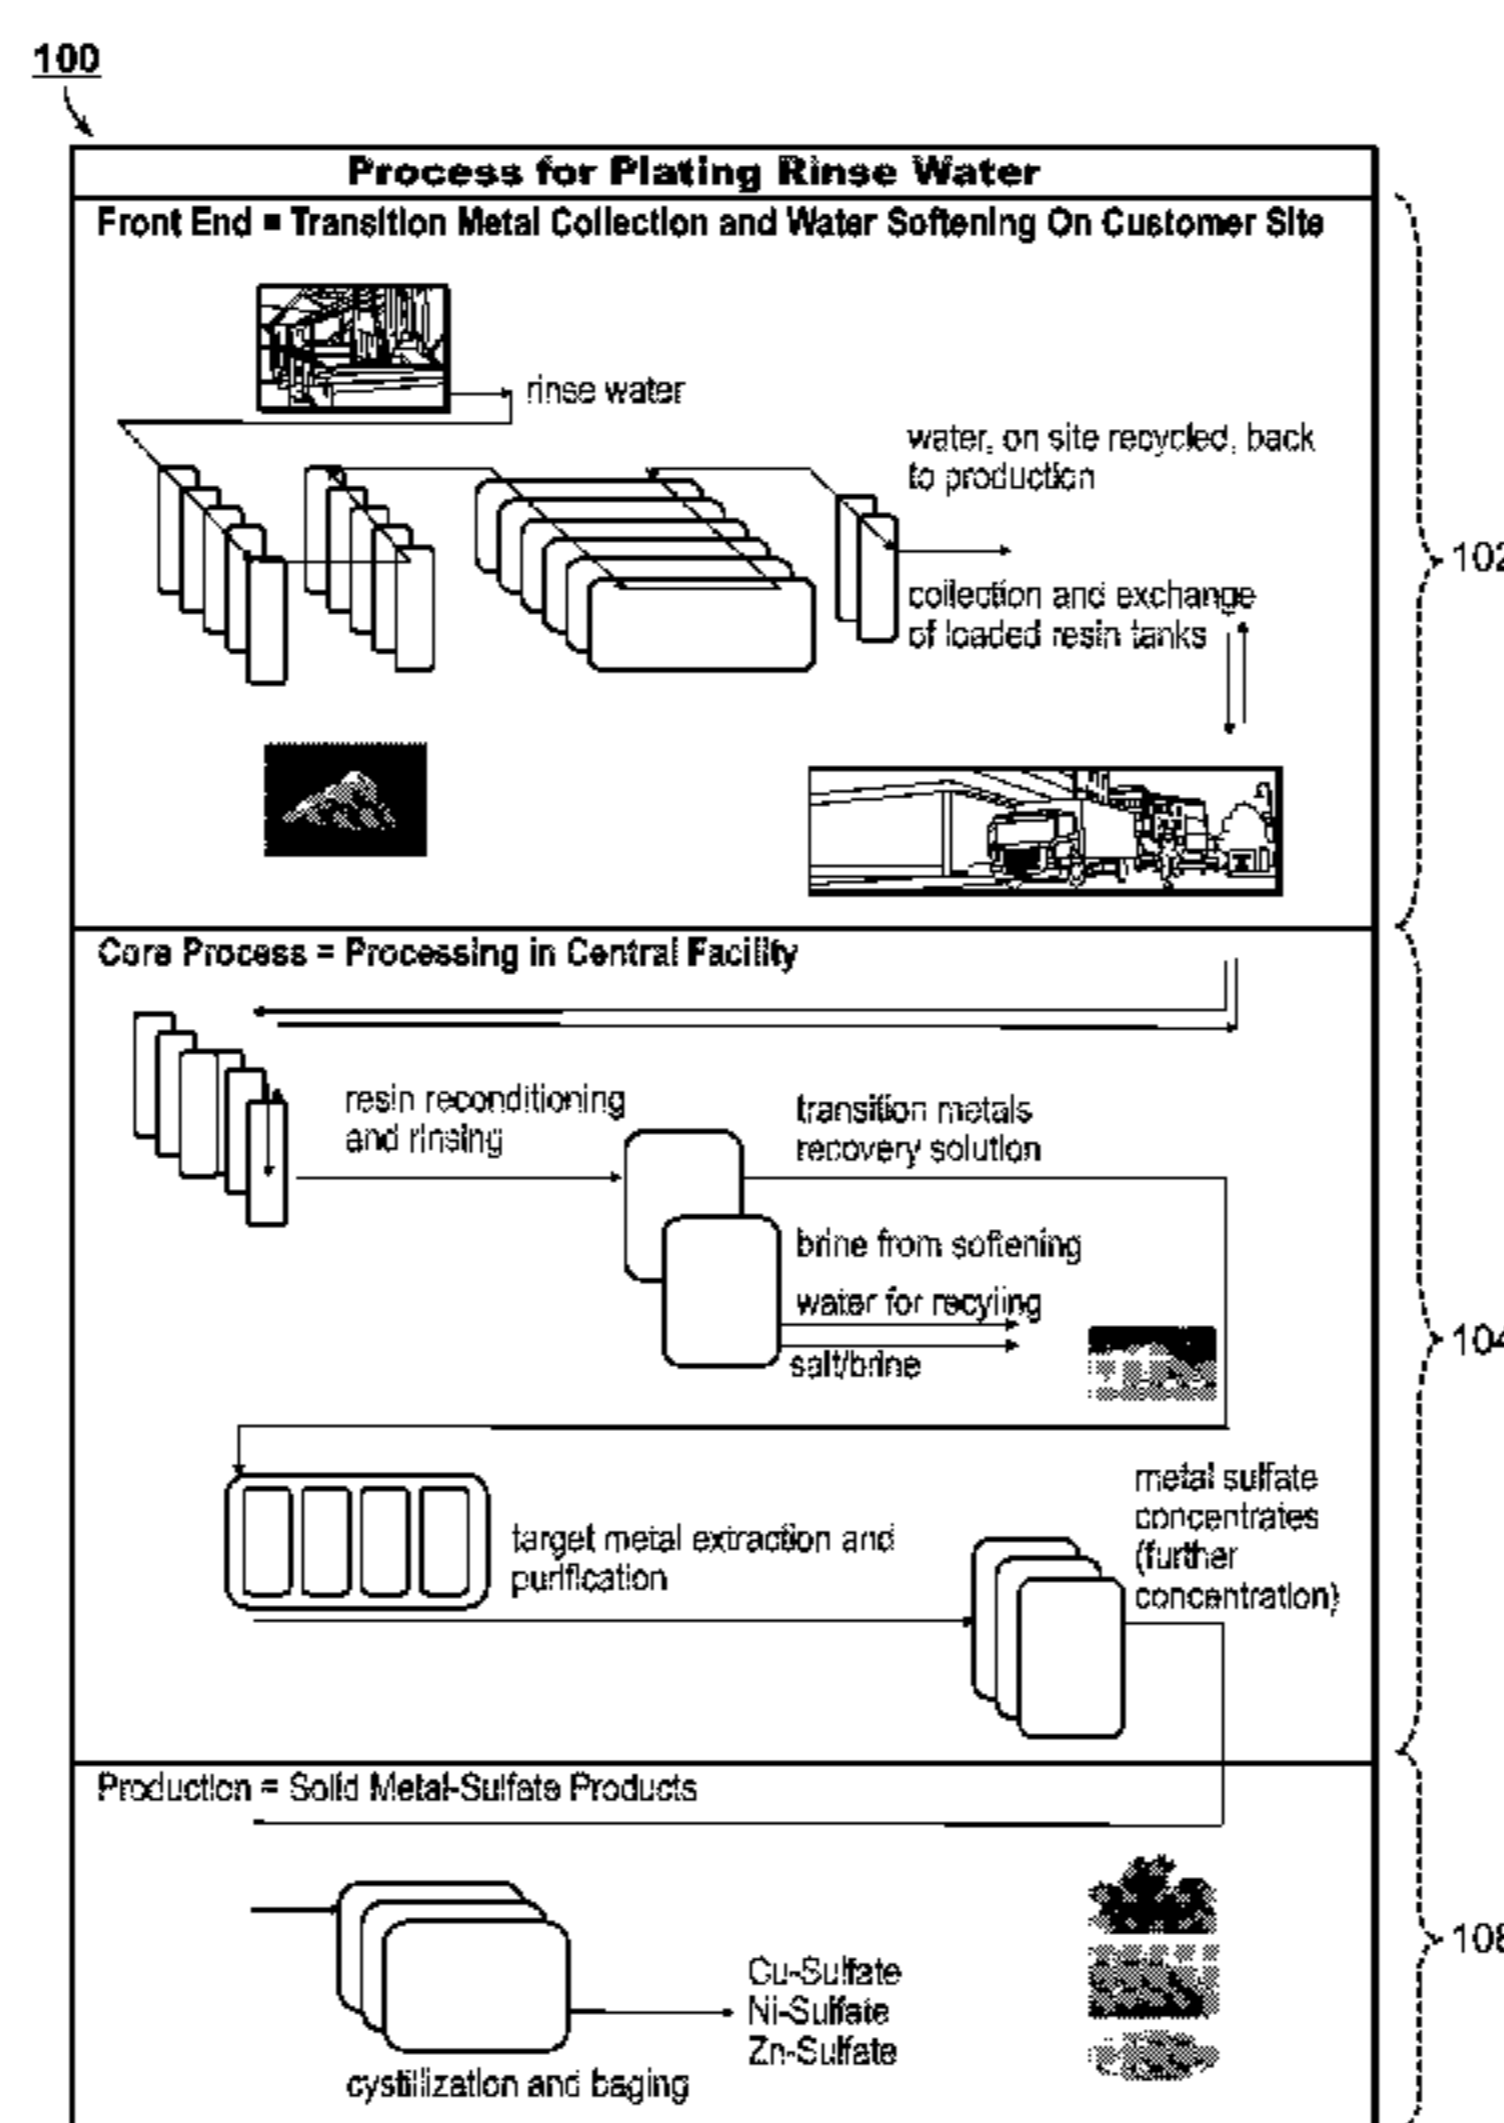 100
Process for Plating Rinse Water
Front End = Transition Metal Collection and Water Softening On Customer Site
rinse water
water, on site recycled, back
to production
102
collection and exchange
of loaded resin tanks
Core Process = Processing in Central Facility
resin reconditioning
and rinsing
transition metals
recovery solution
brine from softening
water for recyling
salt/brine
104
metal sulfate
concentrates
(further
concentration)
target metal extraction and
purification
Production = Solid Metal-Sulfate Products
108
Cu-Sulfate
Ni-Sulfate
Zn-Sulfate
cystillization and baging